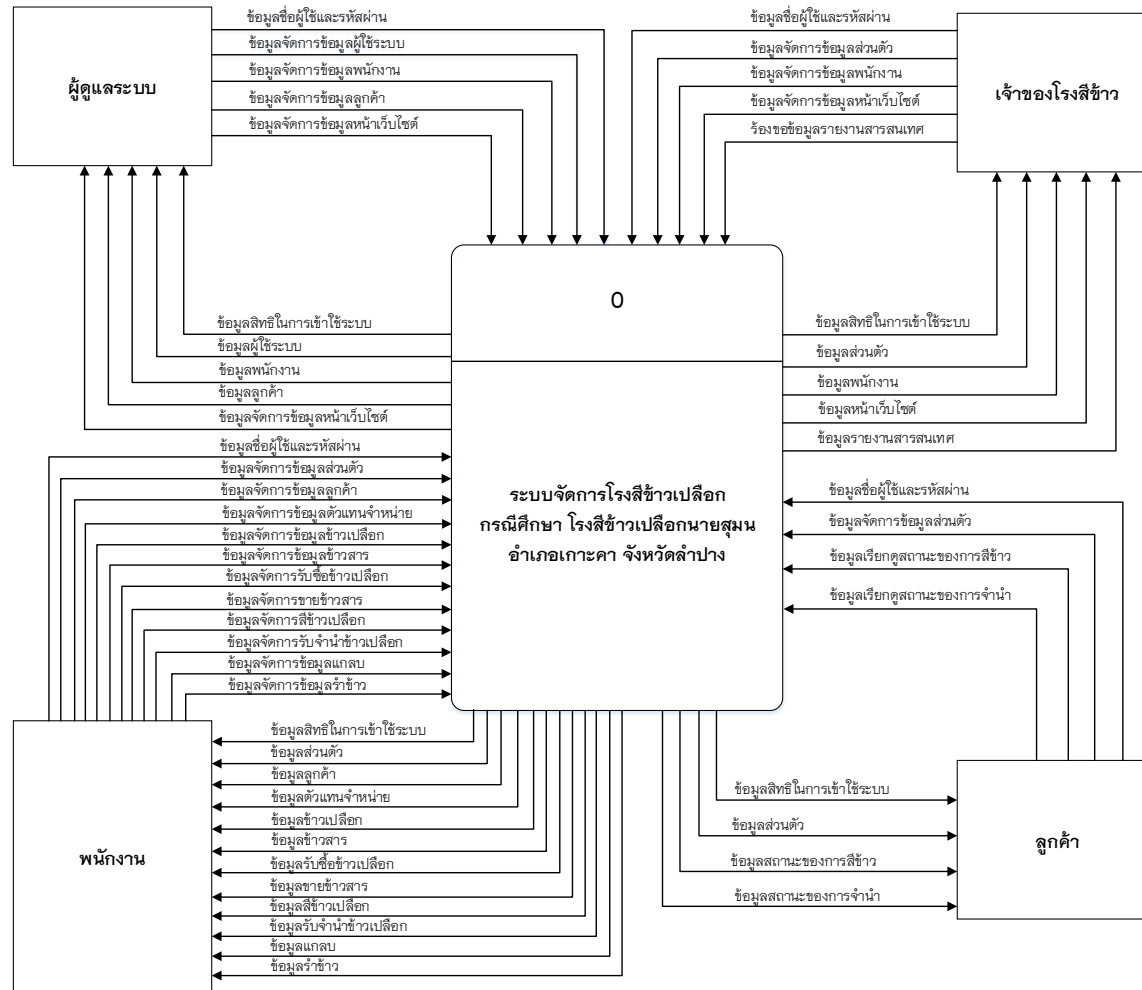 ผู้ดูแลระบบ
ข้อมูลชื่อผู้ใช้และรหัสผ่าน
ข้อมูลจัดการข้อมูลผู้ใช้ระบบ
ข้อมูลจัดการข้อมูลพนักงาน
ข้อมูลจัดการข้อมูลลูกค้า
ข้อมูลจัดการข้อมูลหน้าเว็บไซต์
ข้อมูลชื่อผู้ใช้และรหัสผ่าน
ข้อมูลจัดการข้อมูลส่วนตัว
ข้อมูลจัดการข้อมูลพนักงาน
ข้อมูลจัดการข้อมูลหน้าเว็บไซต์
ร้องขอข้อมูลรายงานสารสนเทศ
เจ้าของโรงสีข้าว
0
ระบบจัดการโรงสีข้าวเปลือก
กรณีศึกษา โรงสีข้าวเปลือกนายสุมน
อำเภอเกาะคา จังหวัดลำปาง
ข้อมูลสิทธิในการเข้าใช้ระบบ
ข้อมูลผู้ใช้ระบบ
ข้อมูลพนักงาน
ข้อมูลลูกค้า
ข้อมูลจัดการข้อมูลหน้าเว็บไซต์
ข้อมูลสิทธิในการเข้าใช้ระบบ
ข้อมูลส่วนตัว
ข้อมูลพนักงาน
ข้อมูลหน้าเว็บไซต์
ข้อมูลรายงานสารสนเทศ
ข้อมูลชื่อผู้ใช้และรหัสผ่าน
ข้อมูลจัดการข้อมูลส่วนตัว
ข้อมูลจัดการข้อมูลลูกค้า
ข้อมูลจัดการข้อมูลตัวแทนจำหน่าย
ข้อมูลจัดการข้อมูลข้าวเปลือก
ข้อมูลจัดการข้อมูลข้าวสาร
ข้อมูลจัดการรับซื้อข้าวเปลือก
ข้อมูลจัดการขายข้าวสาร
ข้อมูลจัดการสีข้าวเปลือก
ข้อมูลจัดการรับจำนำข้าวเปลือก
ข้อมูลจัดการข้อมูลแกลบ
ข้อมูลจัดการข้อมูลรำข้าว
ข้อมูลชื่อผู้ใช้และรหัสผ่าน
ข้อมูลจัดการข้อมูลส่วนตัว
ข้อมูลเรียกดูสถานะของการสีข้าว
ข้อมูลเรียกดูสถานะของการจำนำ
พนักงาน
ข้อมูลสิทธิในการเข้าใช้ระบบ
ข้อมูลส่วนตัว
ข้อมูลลูกค้า
ข้อมูลตัวแทนจำหน่าย
ข้อมูลข้าวเปลือก
ข้อมูลข้าวสาร
ข้อมูลรับซื้อข้าวเปลือก
ข้อมูลขายข้าวสาร
ข้อมูลสีข้าวเปลือก
ข้อมูลรับจำนำข้าวเปลือก
ข้อมูลแกลบ
ข้อมูลรำข้าว
ข้อมูลสิทธิในการเข้าใช้ระบบ
ข้อมูลส่วนตัว
ข้อมูลสถานะของการสีข้าว
ข้อมูลสถานะของการจำนำ
ลูกค้า